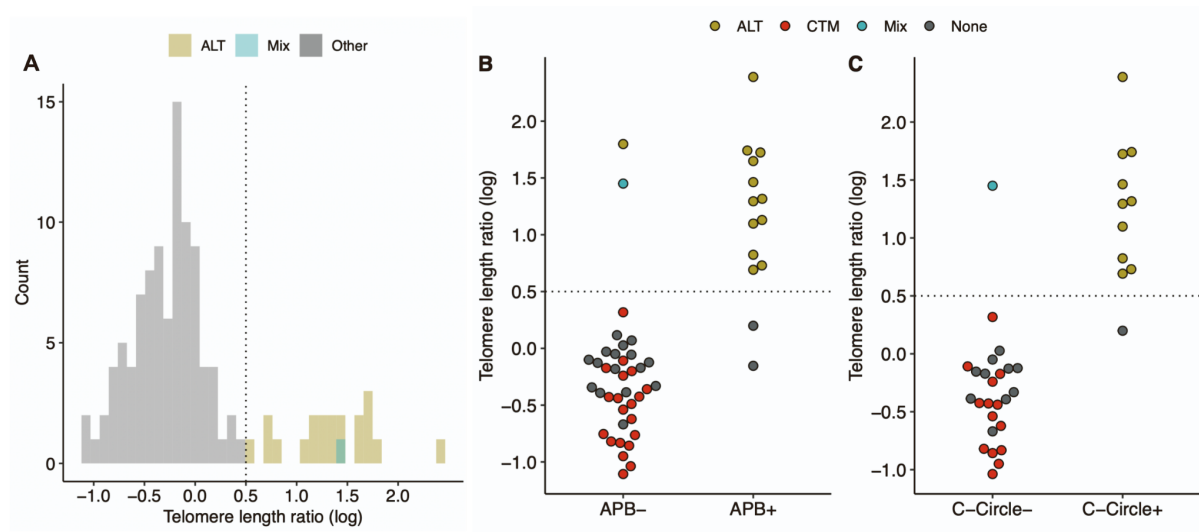 A
ALT Mix Other
Count
15
10
5
0
−1.0 −0.5 0.0 0.5 1.0 1.5 2.0
Telomere length ratio (log)
ALT CTM Mix None
B
Telomere length ratio (log)
2.0
1.5
1.0
0.5
0.0
−0.5
−1.0
APB− APB+
C
Telomere length ratio (log)
2.0
1.5
1.0
0.5
0.0
−0.5
−1.0
C−Circle− C−Circle+